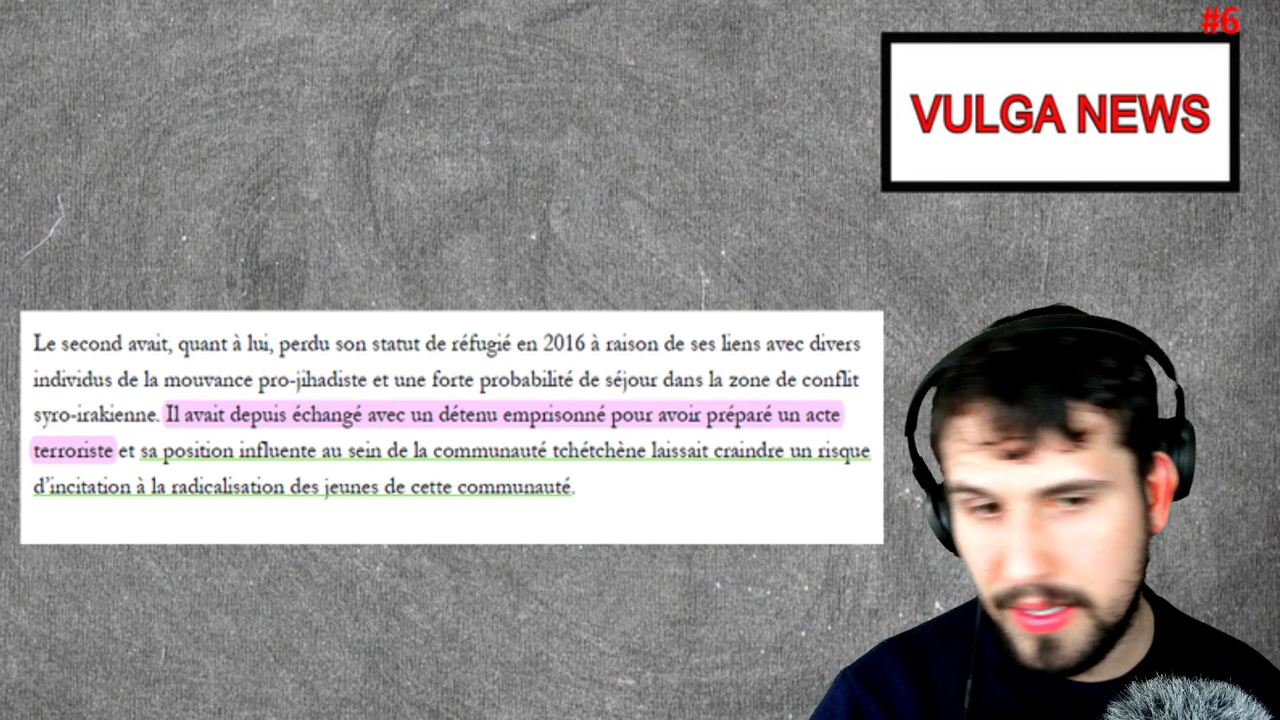 #6
VULGA NEWS
Le second avait, quant à lui, perdu son statut de réfugié en 2016 à raison de ses liens avec divers
individus de la mouvance pro-jihadiste et une forte probabilité de séjour dans la zone de conflit
syro-irakienne. Il avait depuis échangé avec un détenu emprisonné pour avoir préparé un acte
terroriste et sa position influente au sein de la communauté tchétchène laissait craindre un risque
d’incitation à la radicalisation des jeunes de cette communauté.